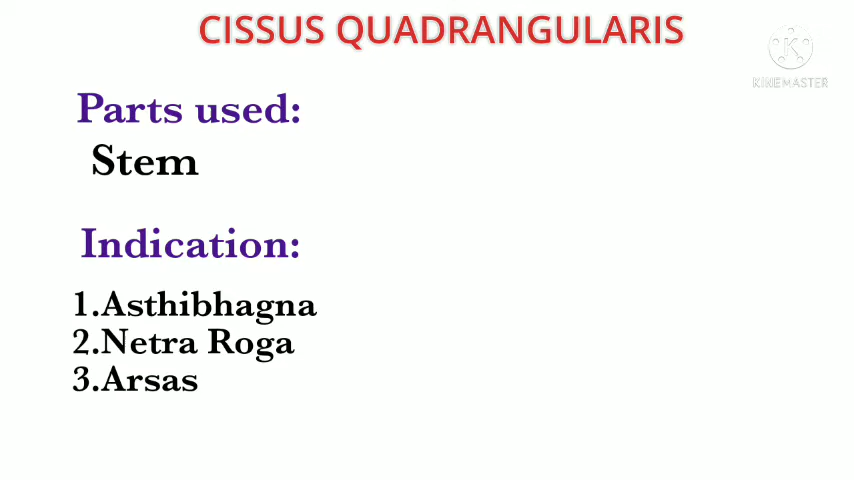 CISSUS QUADRANGULARIS
KINEMASTER
Parts used:
Stem
Indication:
1.Asthibhagna
2.Netra Roga
3.Arsas